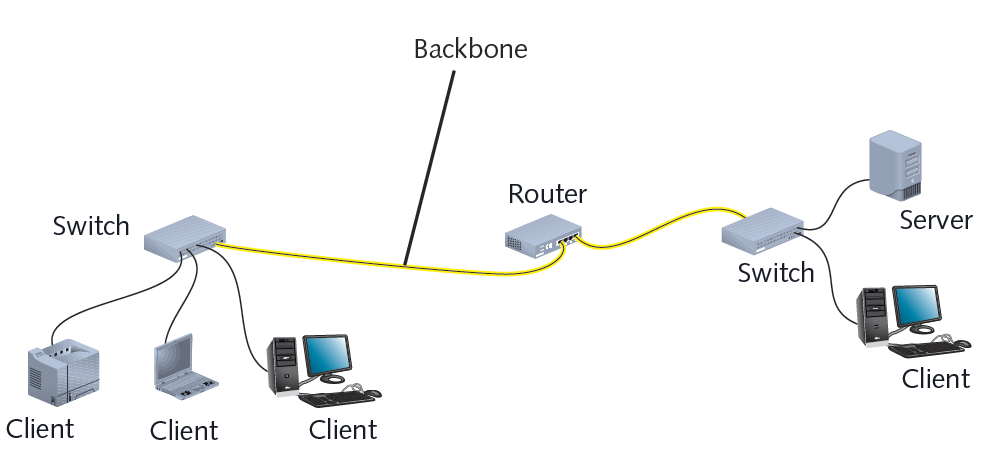 Backbone
Router
Switch
Server
Switch
Client
Client
Client
Client